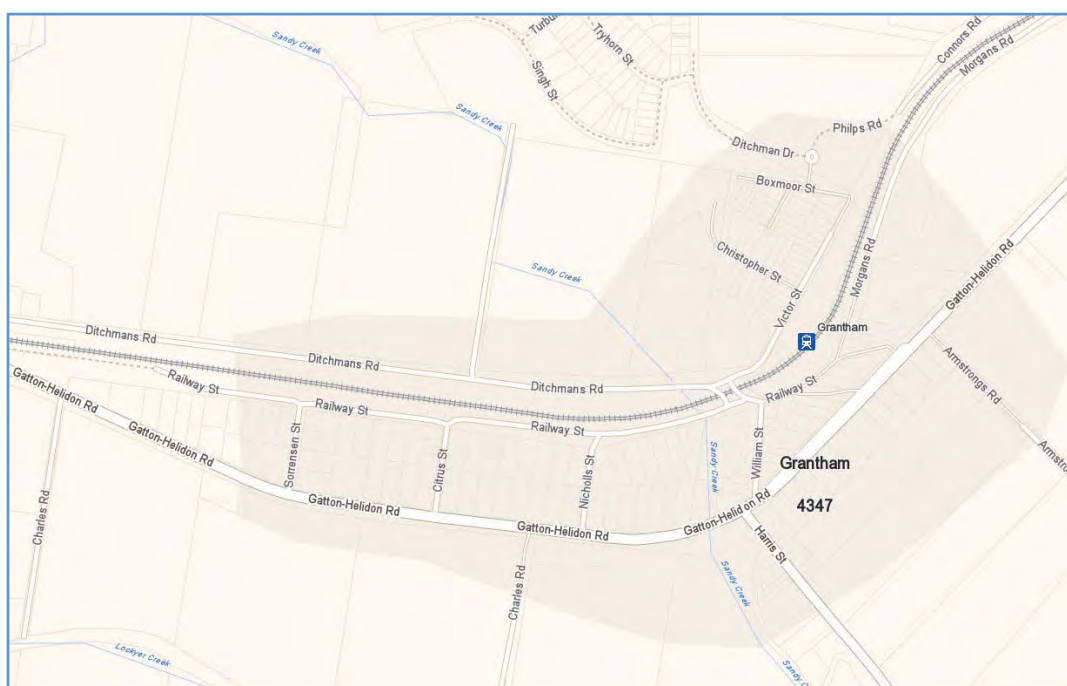 Sandy Creek
Turbu
Tryhorn St
Singh St
Connors Rd
Morgans Rd
Sandy Creek
Philps Rd
Ditchman Dr
Boxmoor St
Christopher St
Sandy Creek
Morgans Rd
Gatton-Helidon Rd
Victor St
Grantham
Ditchmans Rd
Ditchmans Rd
Ditchmans Rd
Railway St
Railway St
Railway St
Railway St
Armstrongs Rd
Armstro
Gatton-Helidon Rd
Gatton-Helidon Rd
Sorrensen St
Citrus St
Nicholls St
William St
Sandy Creek
Grantham
4347
Gatton-Helidon Rd
Gatton-Helidon Rd
Gatton-Helidon Rd
Charles Rd
Charles Rd
Harris St
Sandy Creek
Lockyer Creek
Sandy C